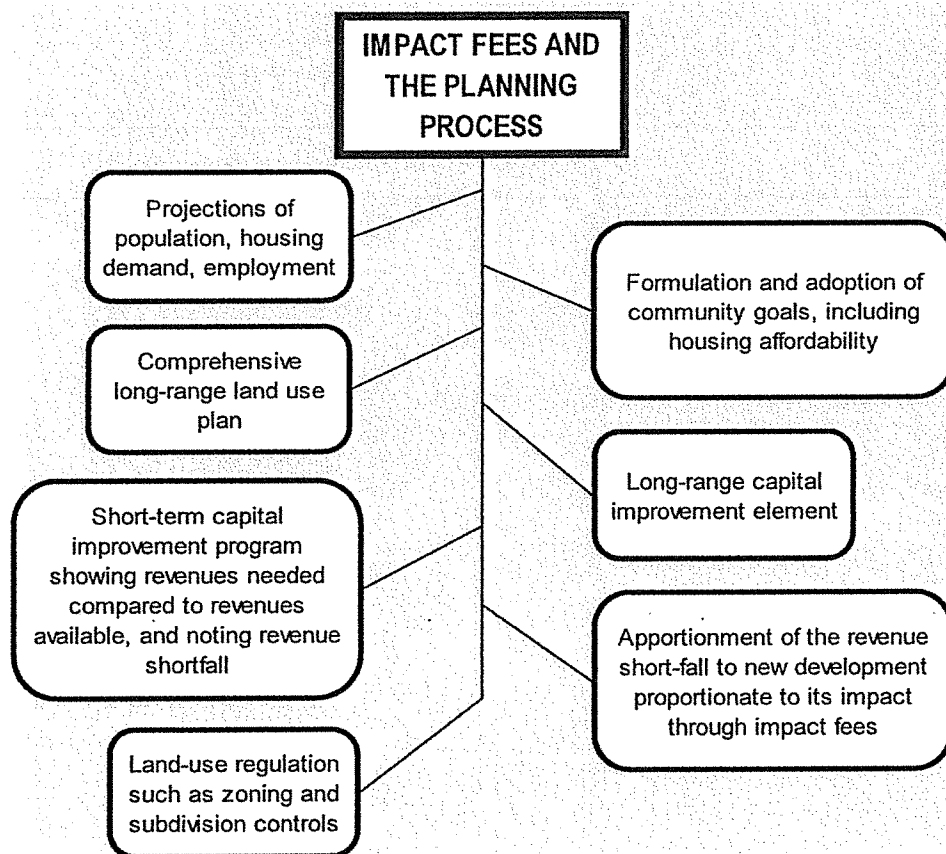 IMPACT FEES AND
THE PLANNING
PROCESS
Projections of
population, housing
demand, employment
Formulation and adoption of
community goals, including
housing affordability
Comprehensive
long-range land use
plan
Long-range capital
improvement element
Short-term capital
improvement program
showing revenues needed
compared to revenues
available, and noting revenue
shortfall
Apportionment of the revenue
short-fall to new development
proportionate to its impact
through impact fees
Land-use regulation
such as zoning and
subdivision controls